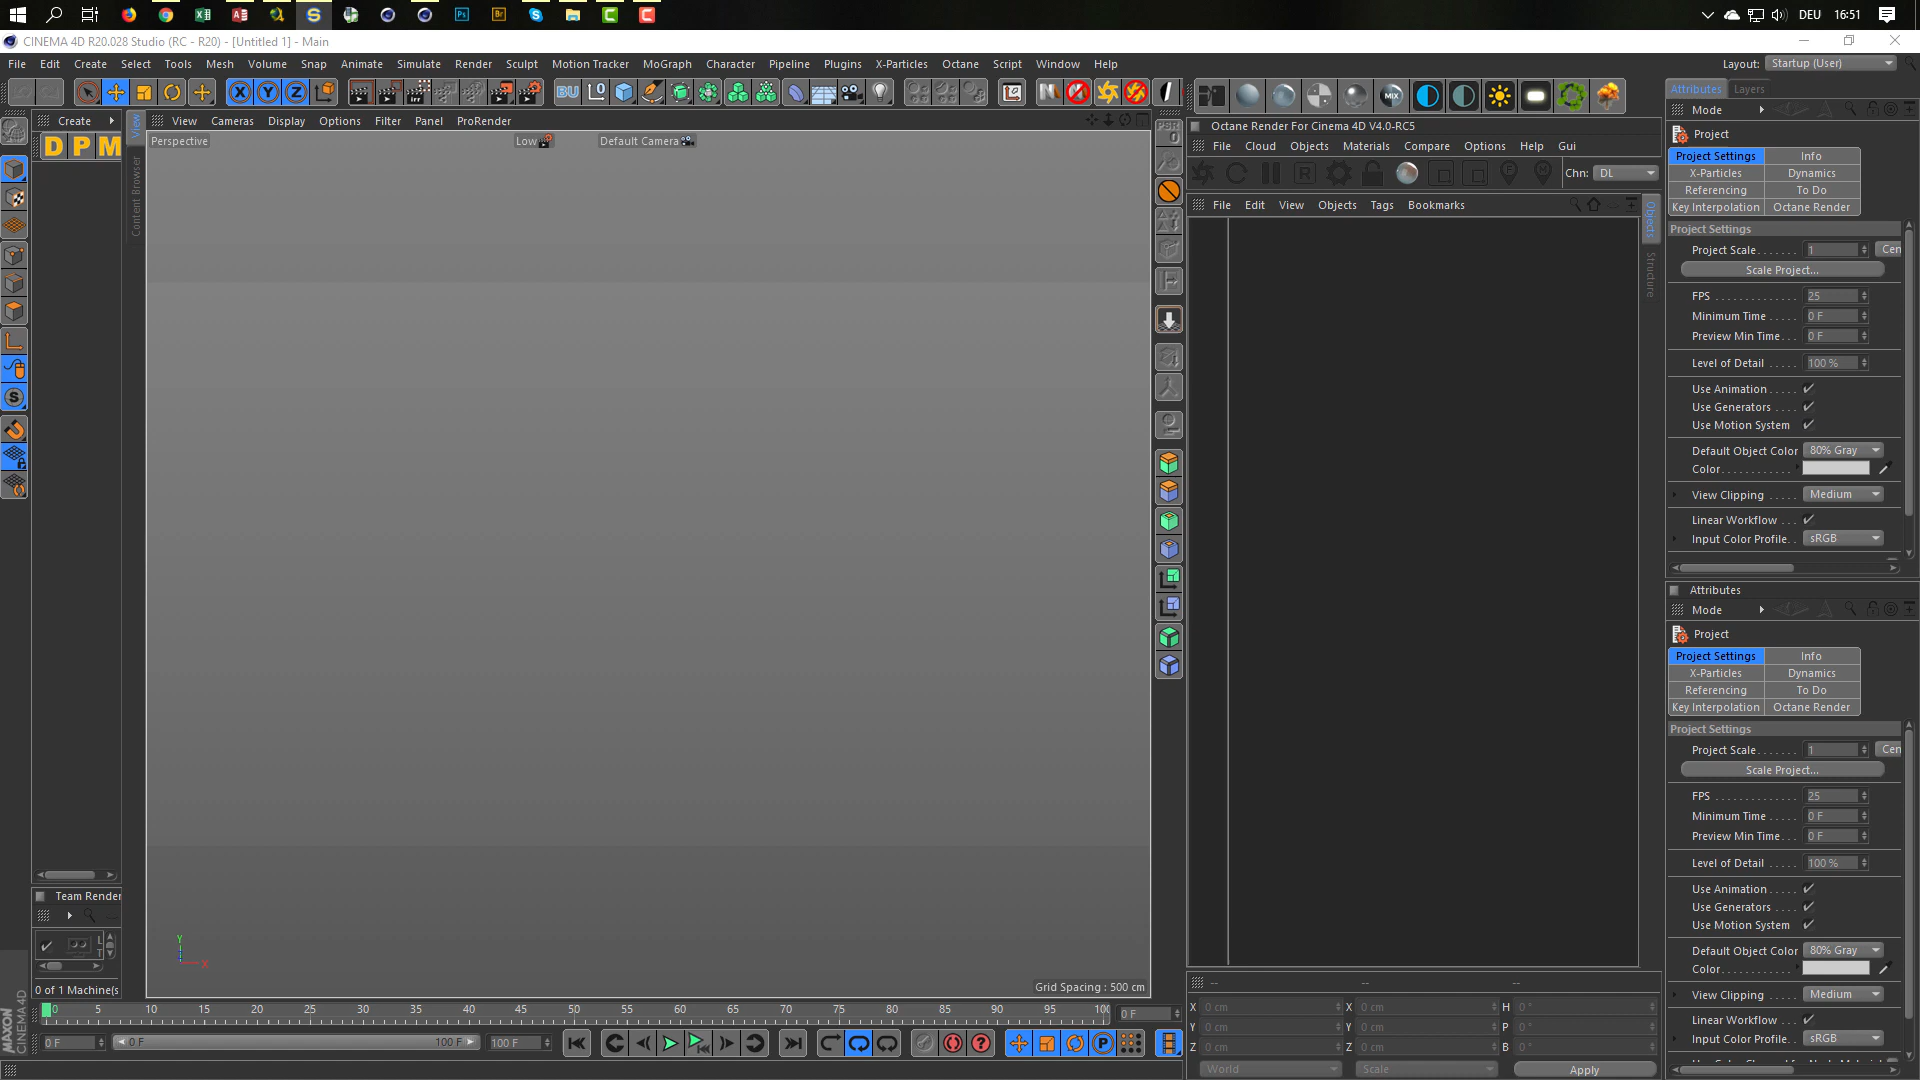 DEU 16:51
CINEMA 4D R20.028 Studio (RC - R20) - [Untitled 1] - Main
File Edit Create Select Tools Mesh Volume Snap Animate Simulate Render Sculpt Motion Tracker MoGraph Character Pipeline Plugins X-Particles Octane Script Window Help Layout: Startup (User)
Attributes Layers
Create View Cameras Display Options Filter Panel ProRender
View
Content Browser
DPM
Perspective Low Default Camera
PSR
0
MIX
Octane Render For Cinema 4D V4.0-RC5
File Cloud Objects Materials Compare Options Help Gui
Chn: DL
File Edit View Objects Tags Bookmarks
Objects
Structure
Mode
Project
Project Settings Info
X-Particles Dynamics
Referencing To Do
Key Interpolation Octane Render
Project Settings
Project Scale. . . . . . . 1 Cen
Scale Project...
FPS . . . . . . . . . . . . . 25
Minimum Time . . . . . 0 F
Preview Min Time. . . 0 F
Level of Detail . . . . . 100 %
Use Animation . . . . .
Use Generators . . . .
Use Motion System
Default Object Color 80% Gray
Color. . . . . . . . . . . .
View Clipping . . . . . Medium
Linear Workflow . . .
Input Color Profile. . sRGB
Attributes
Mode
Project
Project Settings Info
X-Particles Dynamics
Referencing To Do
Key Interpolation Octane Render
Project Settings
Project Scale. . . . . . . 1 Cen
Scale Project...
FPS . . . . . . . . . . . . . 25
Minimum Time . . . . . 0 F
Preview Min Time. . . 0 F
Level of Detail . . . . . 100 %
Use Animation . . . . .
Use Generators . . . .
Use Motion System
Default Object Color 80% Gray
Color. . . . . . . . . . . .
View Clipping . . . . . Medium
Linear Workflow . . .
Input Color Profile. . sRGB
Team Render
0 of 1 Machine(s
Y
Z
X
Grid Spacing : 500 cm
0 5 10 15 20 25 30 35 40 45 50 55 60 65 70 75 80 85 90 95 100 0 F
0 F 0 F 100 F 100 F
MAXON
CINEMA 4D
-- -- --
X 0 cm X 0 cm H 0 °
Y 0 cm Y 0 cm P 0 °
Z 0 cm Z 0 cm B 0 °
World Scale Apply